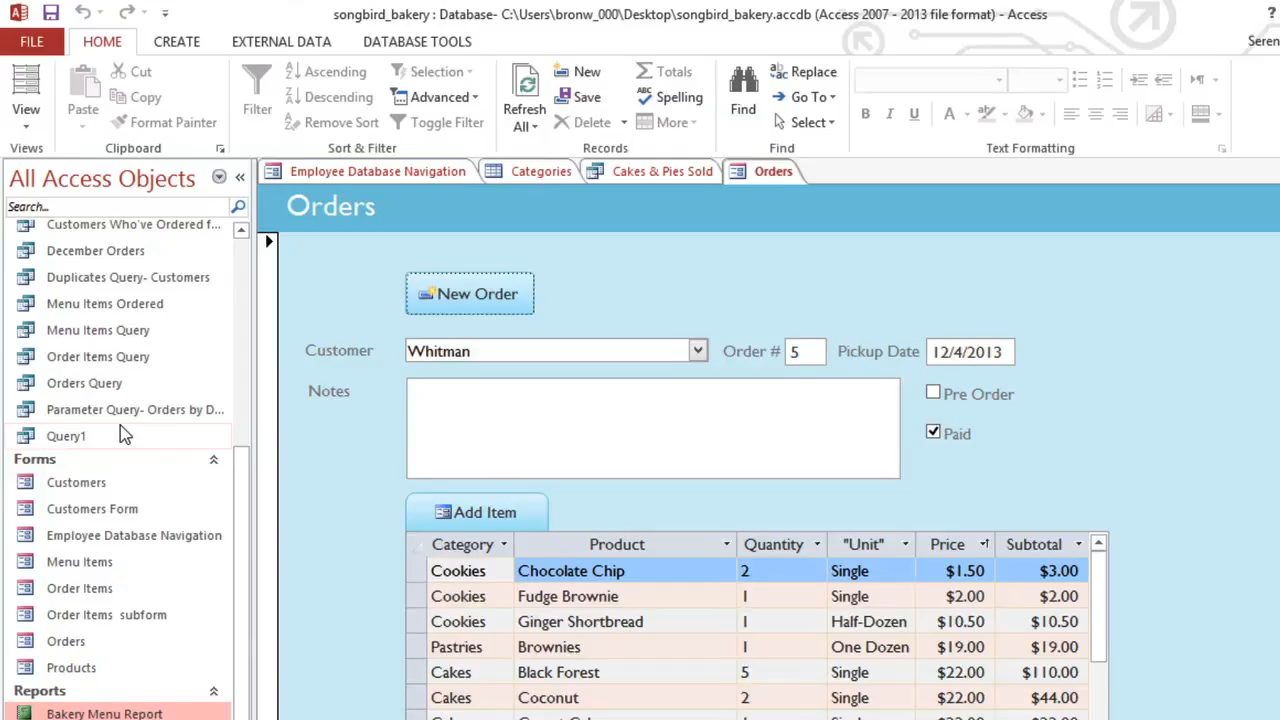 songbird_bakery : Database- C:\Users\bronw_000\Desktop\songbird_bakery.accdb (Access 2007 - 2013 file format) - Access
?
FILE HOME CREATE EXTERNAL DATA DATABASE TOOLS
Seren
View
Views
Paste
Cut
Copy
Format Painter
Clipboard
Filter
Ascending
Descending
Remove Sort
Selection
Advanced
Toggle Filter
Sort & Filter
Refresh
All
New
Save
Delete
Totals
Spelling
More
Records
Find
Replace
Go To
Select
Find
B I U A
Text Formatting
All Access Objects
Search...
Customers Who've Ordered f...
December Orders
Duplicates Query- Customers
Menu Items Ordered
Menu Items Query
Order Items Query
Orders Query
Parameter Query- Orders by D...
Query1
Forms
Customers
Customers Form
Employee Database Navigation
Menu Items
Order Items
Order Items subform
Orders
Products
Reports
Bakery Menu Report
Employee Database Navigation Categories Cakes & Pies Sold Orders
Orders
New Order
Customer Whitman Order # 5 Pickup Date 12/4/2013
Notes
Pre Order
Paid
Add Item
Category Product Quantity "Unit" Price Subtotal
Cookies Chocolate Chip 2 Single $1.50 $3.00
Cookies Fudge Brownie 1 Single $2.00 $2.00
Cookies Ginger Shortbread 1 Half-Dozen $10.50 $10.50
Pastries Brownies 1 One Dozen $19.00 $19.00
Cakes Black Forest 5 Single $22.00 $110.00
Cakes Coconut 2 Single $22.00 $44.00